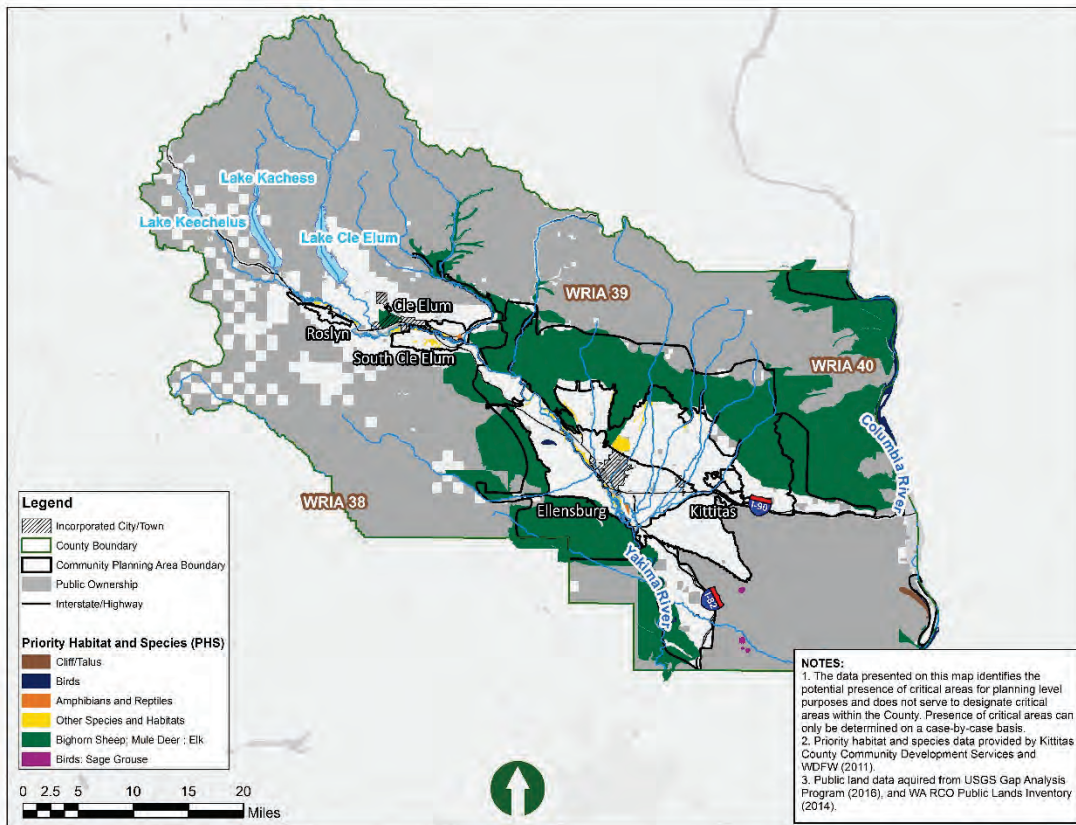 Lake Kachess
Lake Keechelus
Lake Cle Elum
WRIA 39
Cle Elum
Roslyn
South Cle Elum
WRIA 40
Columbia River
WRIA 38
Ellensburg
Kittitas
I-90
Yakima River
I-82
Legend
Incorporated City/Town
County Boundary
Community Planning Area Boundary
Public Ownership
Interstate/Highway
Priority Habitat and Species (PHS)
Cliff/Talus
Birds
Amphibians and Reptiles
Other Species and Habitats
Bighorn Sheep; Mule Deer ; Elk
Birds: Sage Grouse
0 2.5 5 10 15 20
Miles
NOTES:
1. The data presented on this map identifies the
potential presence of critical areas for planning level
purposes and does not serve to designate critical
areas within the County. Presence of critical areas can
only be determined on a case-by-case basis.
2. Priority habitat and species data provided by Kittitas
County Community Development Services and
WDFW (2011).
3. Public land data aquired from USGS Gap Analysis
Program (2016), and WA RCO Public Lands Inventory
(2014).